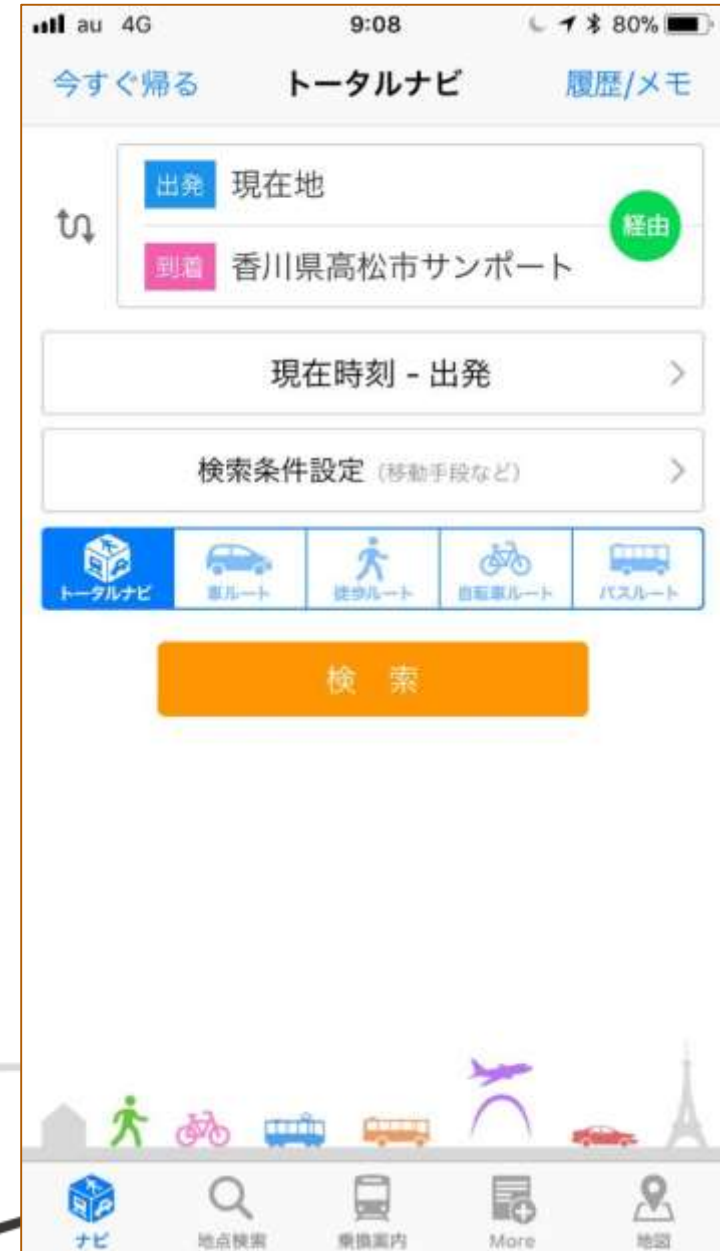 au 4G 9:08 80%
今すぐ帰る トータルナビ 履歴/メモ
出発 現在地
経由
到着 香川県高松市サンポート
現在時刻 - 出発
検索条件設定 (移動手段など)
トータルナビ 車ルート 徒歩ルート 自転車ルート バスルート
検 索
ナビ 地点検索 乗換案内 More 地図